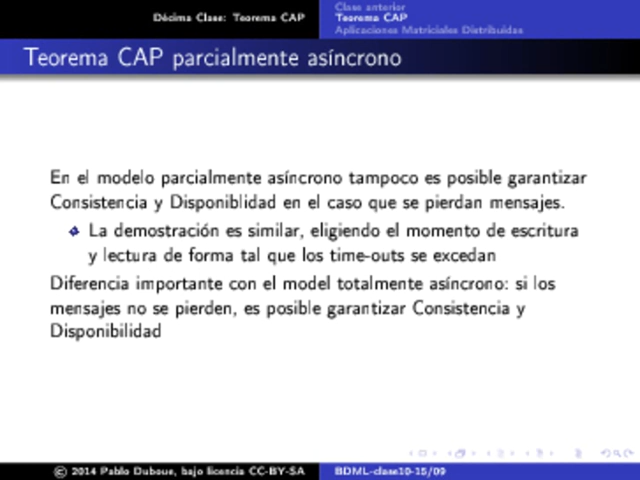 Décima Clase: Teorema CAP
Clase anterior
Teorema CAP
Aplicaciones Matriciales Distribuidas
Teorema CAP parcialmente asíncrono
En el modelo parcialmente asíncrono tampoco es posible garantizar
Consistencia y Disponiblidad en el caso que se pierdan mensajes.
La demostración es similar, eligiendo el momento de escritura
y lectura de forma tal que los time-outs se excedan
Diferencia importante con el model totalmente asíncrono: si los
mensajes no se pierden, es posible garantizar Consistencia y
Disponibilidad
© 2014 Pablo Duboue, bajo licencia CC-BY-SA
BDML-clase10-15/09